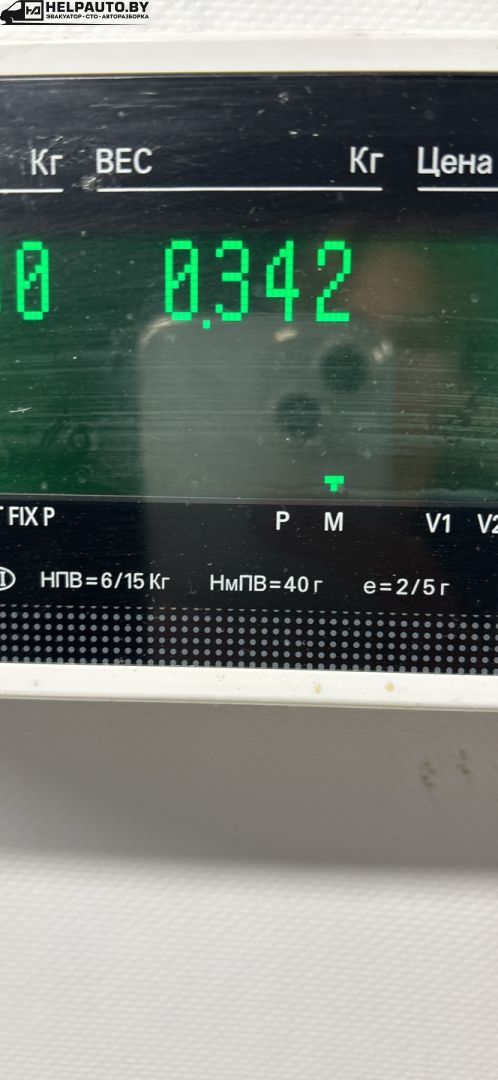 HELPAUTO.BY
ЭВАКУАТОР·СТО·АВТОРАЗБОРКА
Кг ВЕС Кг Цена
0 0.342
FIX P P M V1 V2
НПВ=6/15 Кг НмПВ=40 г e=2/5 г